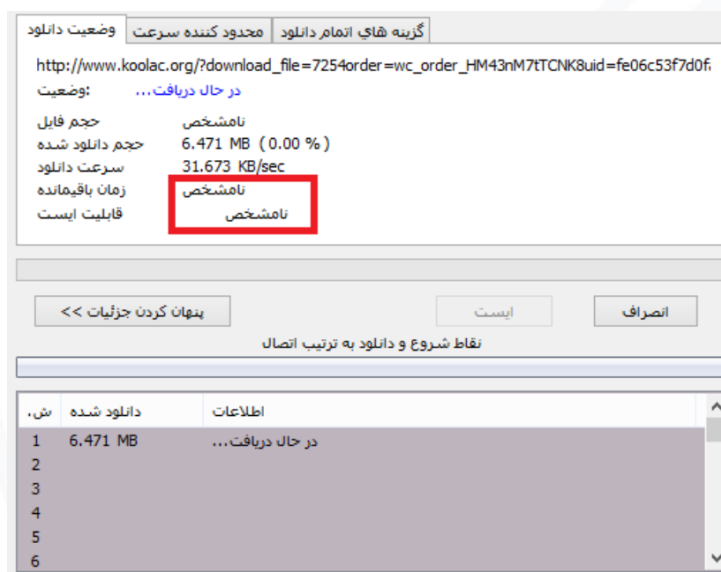 وضعیت دانلود محدود کننده سرعت گزینه هاي اتمام دانلود
http://www.koolac.org/?download_file=7254order=wc_order_HM43nM7tTCNK8uid=fe06c53f7d0f
وضعیت: در حال دریافت...
حجم فایل نامشخص
حجم دانلود شده 6.471 MB ( 0.00 % )
سرعت دانلود 31.673 KB/sec
زمان باقیمانده نامشخص
قابلیت ایست نامشخص
پنهان کردن جزئیات >> ایست انصراف
نقاط شروع و دانلود به ترتیب اتصال
ش. دانلود شده اطلاعات
1 6.471 MB در حال دریافت...
2
3
4
5
6